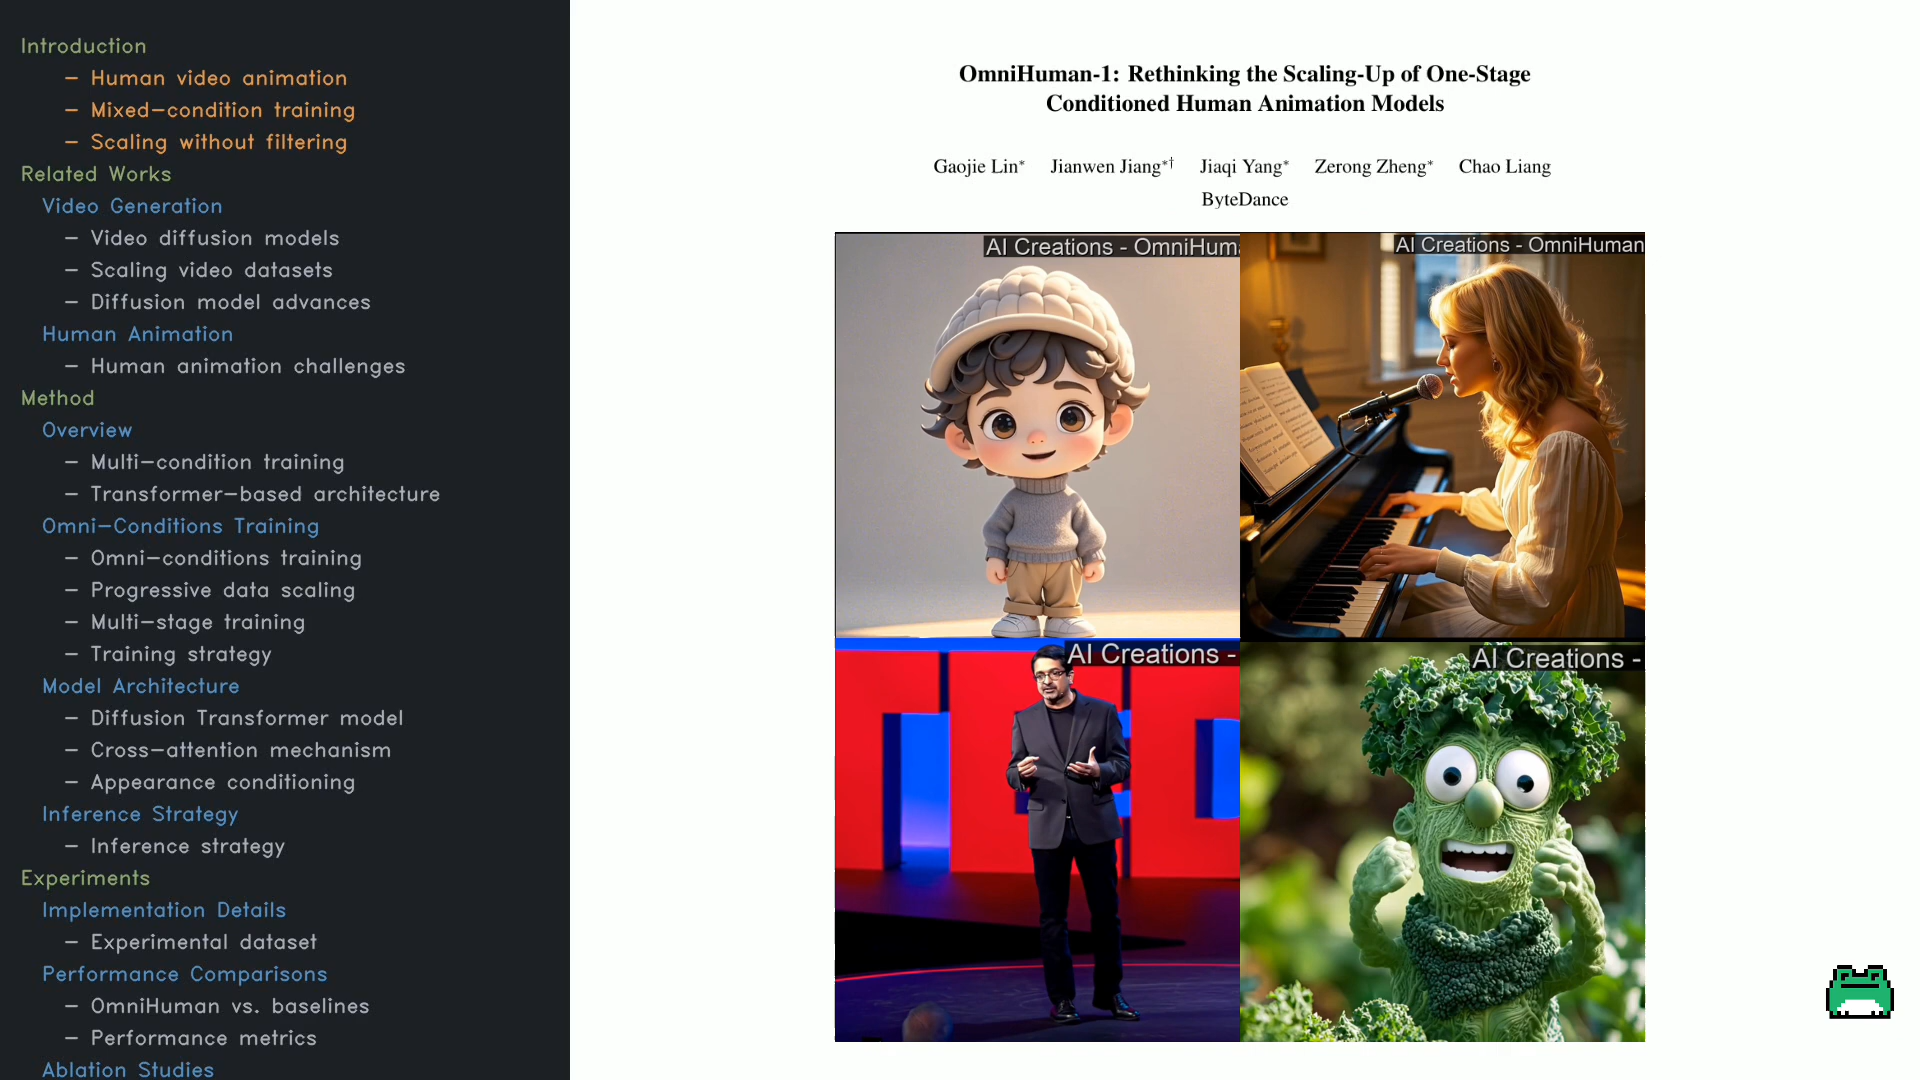 Introduction
– Human video animation
– Mixed-condition training
– Scaling without filtering
Related Works
Video Generation
– Video diffusion models
– Scaling video datasets
– Diffusion model advances
Human Animation
– Human animation challenges
Method
Overview
– Multi-condition training
– Transformer-based architecture
Omni-Conditions Training
– Omni-conditions training
– Progressive data scaling
– Multi-stage training
– Training strategy
Model Architecture
– Diffusion Transformer model
– Cross-attention mechanism
– Appearance conditioning
Inference Strategy
– Inference strategy
Experiments
Implementation Details
– Experimental dataset
Performance Comparisons
– OmniHuman vs. baselines
– Performance metrics
Ablation Studies
OmniHuman-1: Rethinking the Scaling-Up of One-Stage
Conditioned Human Animation Models
Gaojie Lin* Jianwen Jiang*† Jiaqi Yang* Zerong Zheng* Chao Liang
ByteDance
AI Creations - OmniHum
AI Creations - OmniHuman
AI Creations -
AI Creations -